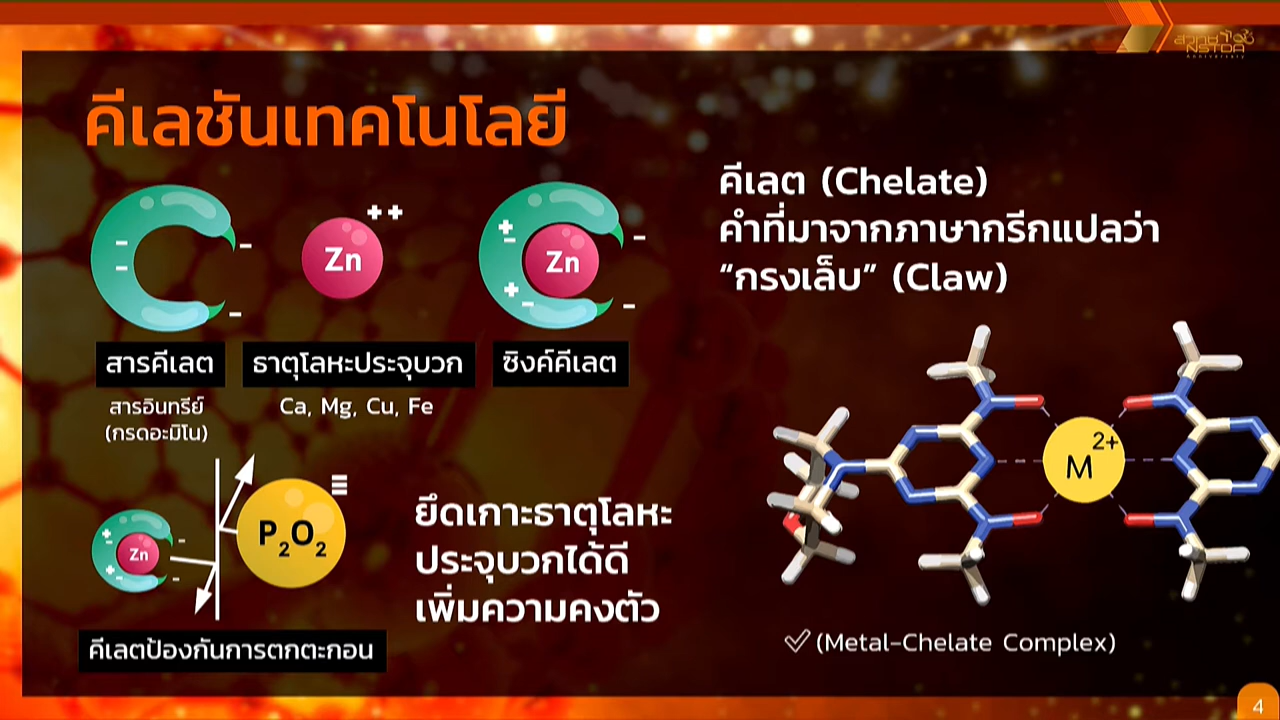 สวทช
NSTDA
Anniversary
คีเลชันเทคโนโลยี
++
Zn
Zn
สารคีเลต
ธาตุโลหะประจุบวก
ซิงค์คีเลต
สารอินทรีย์
(กรดอะมิโน)
Ca, Mg, Cu, Fe
Zn
P₂O₂
คีเลตป้องกันการตกตะกอน
ยึดเกาะธาตุโลหะ
ประจุบวกได้ดี
เพิ่มความคงตัว
คีเลต (Chelate)
คำที่มาจากภาษากรีกแปลว่า
“กรงเล็บ” (Claw)
M²⁺
(Metal-Chelate Complex)
4